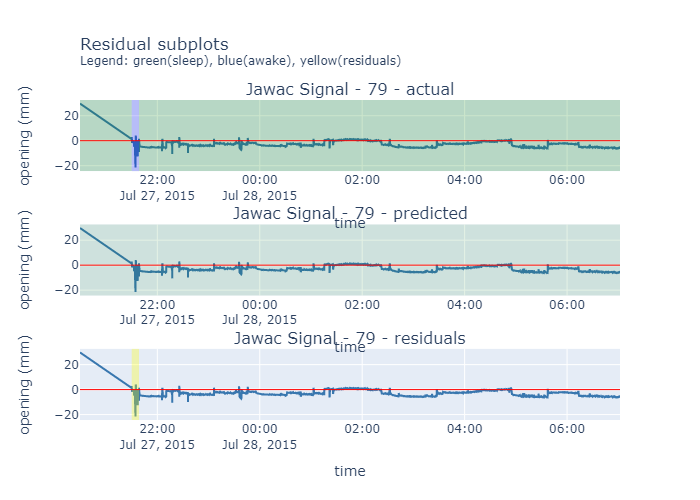 Residual subplots
Legend: green(sleep), blue(awake), yellow(residuals)
Jawac Signal - 79 - actual
opening (mm)
20
0
−20
22:00 00:00 02:00 04:00 06:00
Jul 27, 2015 Jul 28, 2015
time
Jawac Signal - 79 - predicted
opening (mm)
20
0
−20
22:00 00:00 02:00 04:00 06:00
Jul 27, 2015 Jul 28, 2015
time
Jawac Signal - 79 - residuals
opening (mm)
20
0
−20
22:00 00:00 02:00 04:00 06:00
Jul 27, 2015 Jul 28, 2015
time